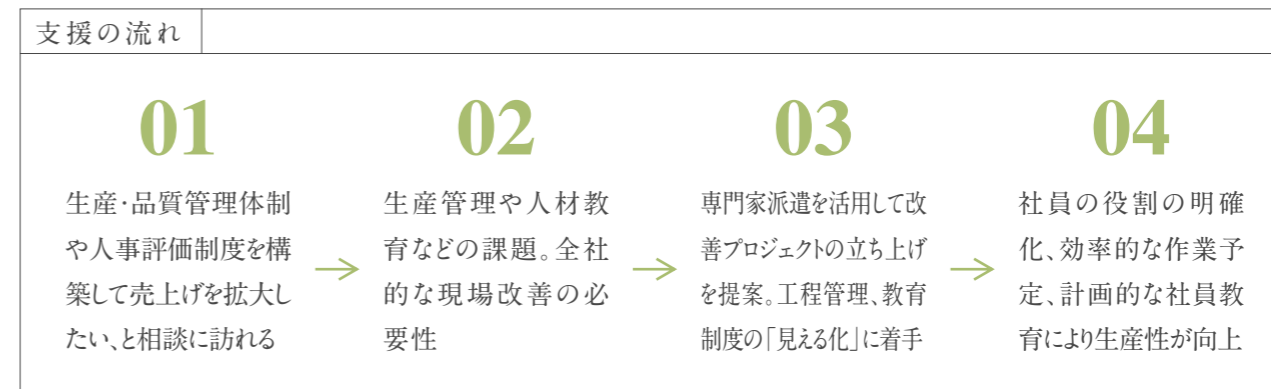 支援の流れ
01
生産・品質管理体制
や人事評価制度を構
築して売上げを拡大し
たい、と相談に訪れる
02
生産管理や人材教
育などの課題。全社
的な現場改善の必
要性
03
専門家派遣を活用して改
善プロジェクトの立ち上げ
を提案。工程管理、教育
制度の「見える化」に着手
04
社員の役割の明確
化、効率的な作業予
定、計画的な社員教
育により生産性が向上